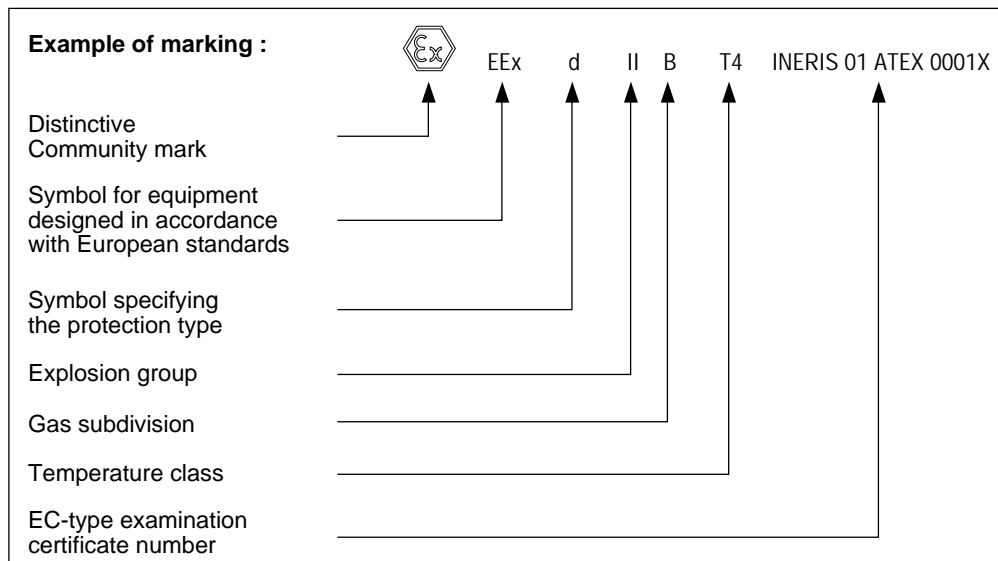 Example of marking :
Ex EEx d II B T4 INERIS 01 ATEX 0001X
Distinctive
Community mark
Symbol for equipment
designed in accordance
with European standards
Symbol specifying
the protection type
Explosion group
Gas subdivision
Temperature class
EC-type examination
certificate number